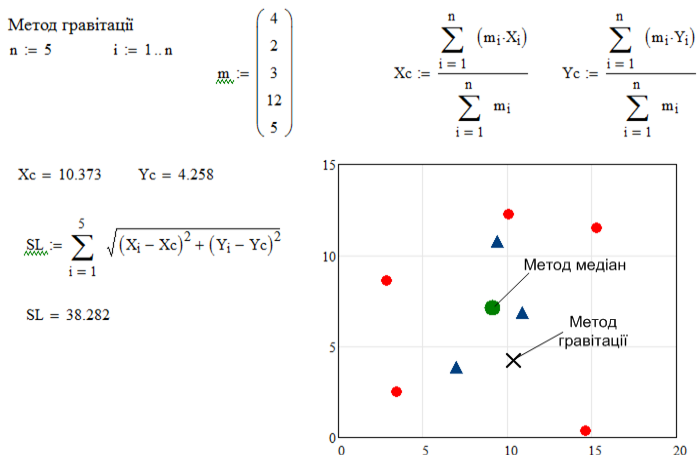 Метод гравітації
n := 5 i := 1..n
m := ( 4 2 3 12 5 )
Xc := ∑ i = 1 n (mi·Xi) / ∑ i = 1 n mi
Yc := ∑ i = 1 n (mi·Yi) / ∑ i = 1 n mi
Xc = 10.373 Yc = 4.258
SL := ∑ i = 1 5 √(Xi − Xc)2 + (Yi − Yc)2
SL = 38.282
15
10
5
0
Метод медіан
Метод
гравітації
0 5 10 15 20